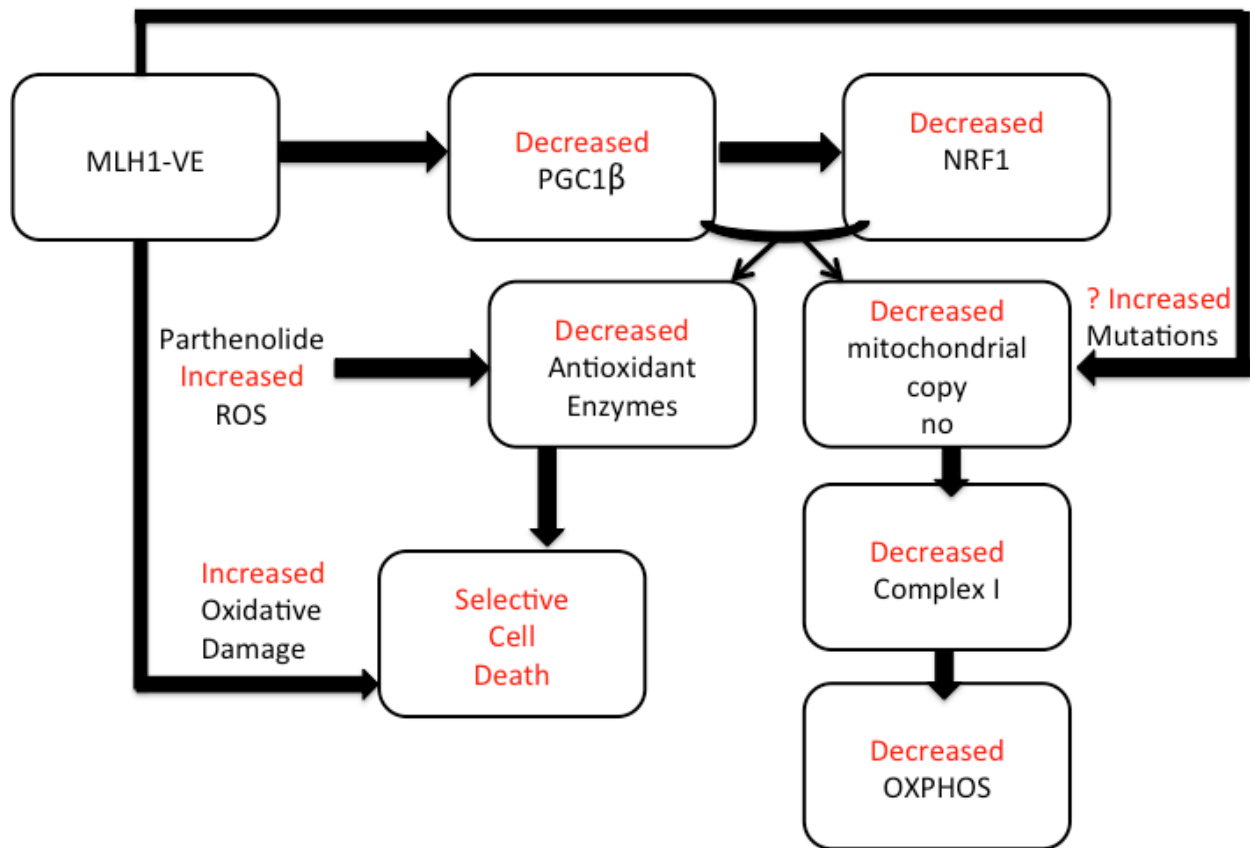 MLH1-VE
Decreased
PGC1β
Decreased
NRF1
Parthenolide
Increased
ROS
Decreased
Antioxidant
Enzymes
Decreased
mitochondrial
copy
no
? Increased
Mutations
Increased
Oxidative
Damage
Selective
Cell
Death
Decreased
Complex I
Decreased
OXPHOS